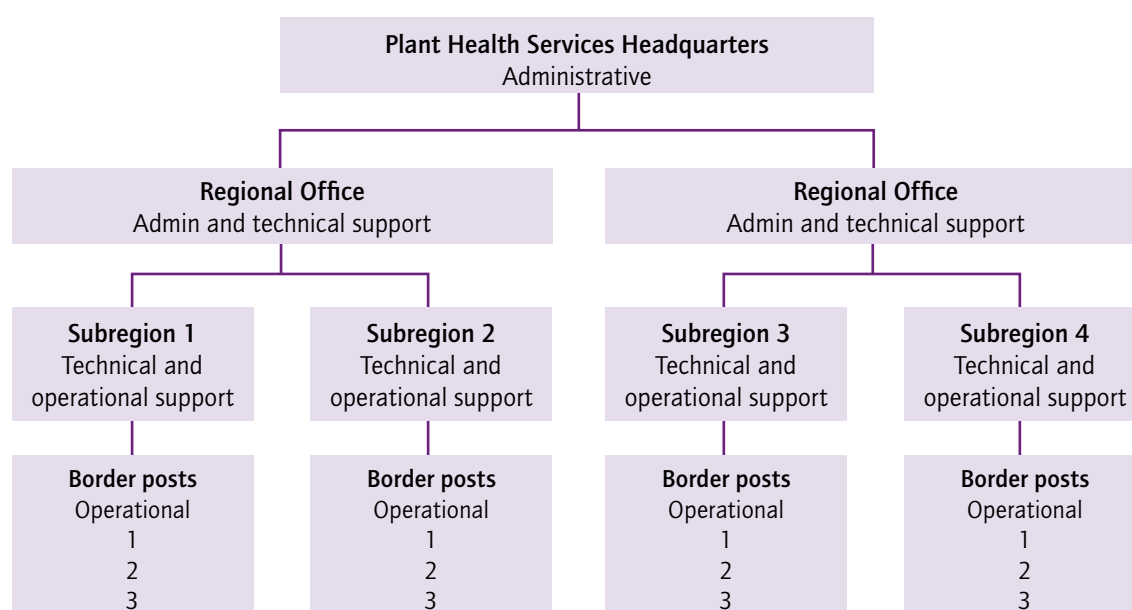 Plant Health Services Headquarters
Administrative
Regional Office
Admin and technical support
Regional Office
Admin and technical support
Subregion 1
Technical and
operational support
Subregion 2
Technical and
operational support
Subregion 3
Technical and
operational support
Subregion 4
Technical and
operational support
Border posts
Operational
1
2
3
Border posts
Operational
1
2
3
Border posts
Operational
1
2
3
Border posts
Operational
1
2
3